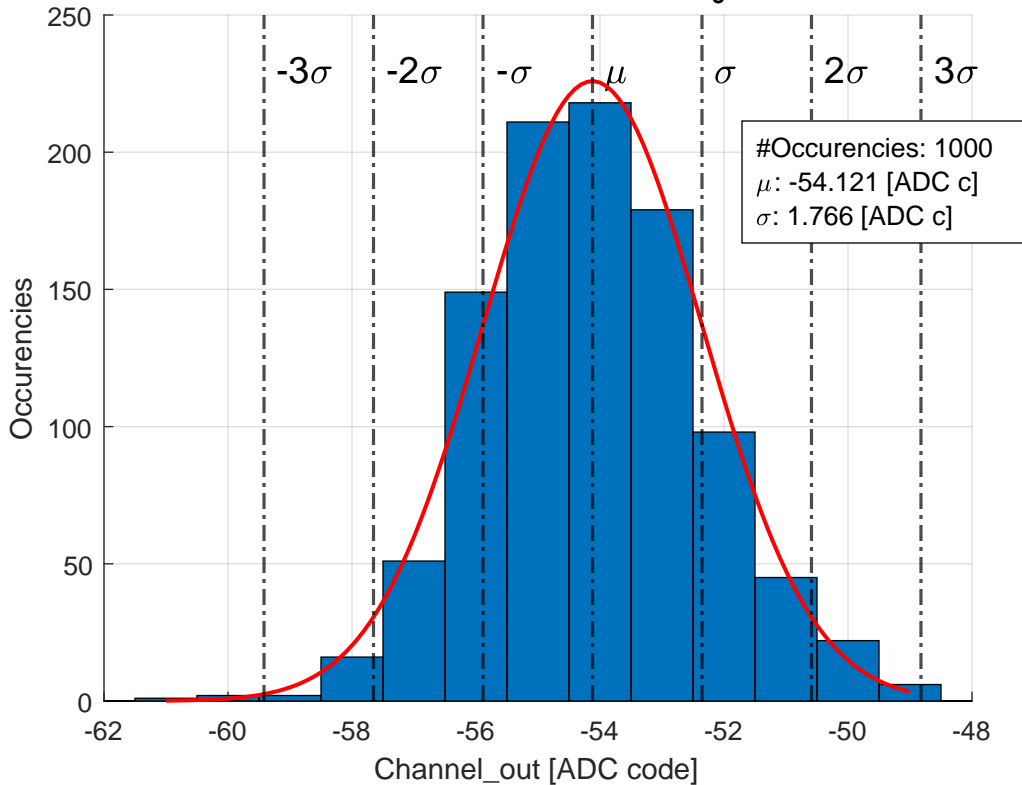 250
200
150
100
50
0
Occurencies
-3σ -2σ -σ μ σ 2σ 3σ
#Occurencies: 1000
μ: -54.121 [ADC c]
σ: 1.766 [ADC c]
-62 -60 -58 -56 -54 -52 -50 -48
Channel_out [ADC code]